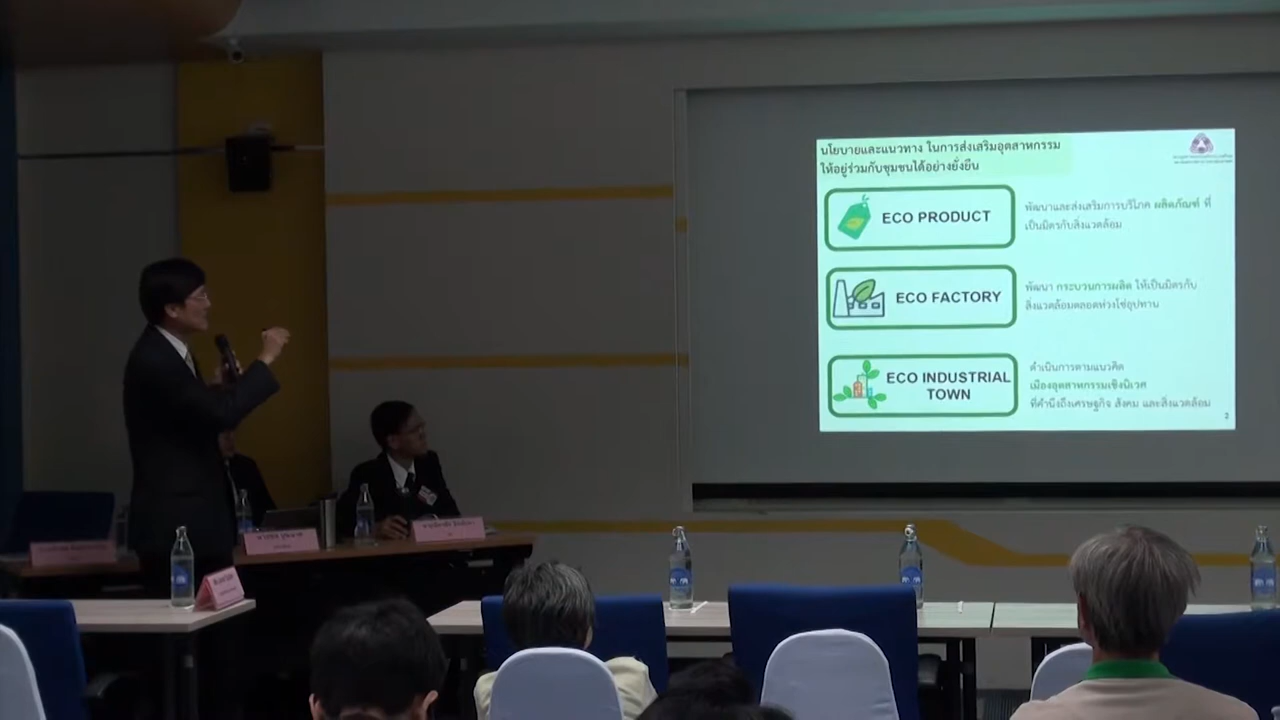 นโยบายและแนวทาง ในการส่งเสริมอุตสาหกรรม
ให้อยู่ร่วมกับชุมชนได้อย่างยั่งยืน
ECO PRODUCT
พัฒนาและส่งเสริมการบริโภค ผลิตภัณฑ์ ที่
เป็นมิตรกับสิ่งแวดล้อม
ECO FACTORY
พัฒนา กระบวนการผลิต ให้เป็นมิตรกับ
สิ่งแวดล้อมตลอดห่วงโซ่อุปทาน
ECO INDUSTRIAL
TOWN
ดำเนินการตามแนวคิด
เมืองอุตสาหกรรมเชิงนิเวศ
ที่คำนึงถึงเศรษฐกิจ สังคม และสิ่งแวดล้อม
2